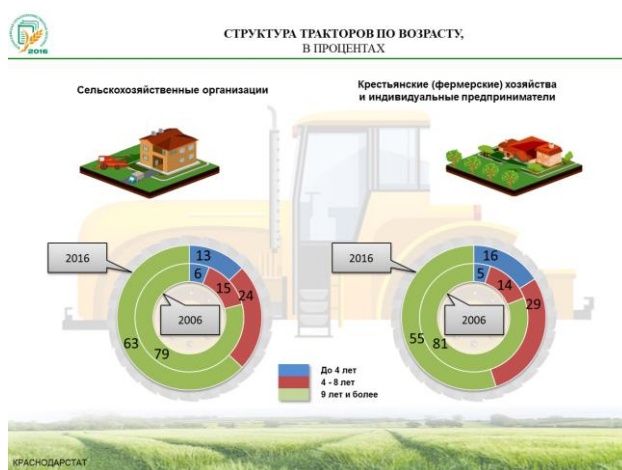 СТРУКТУРА ТРАКТОРОВ ПО ВОЗРАСТУ,
В ПРОЦЕНТАХ
2016
Сельскохозяйственные организации
Крестьянские (фермерские) хозяйства
и индивидуальные предприниматели
2016
13
6
15
24
2006
63
79
2016
16
5
14
29
2006
55
81
До 4 лет
4 - 8 лет
9 лет и более
КРАСНОДАРСТАТ